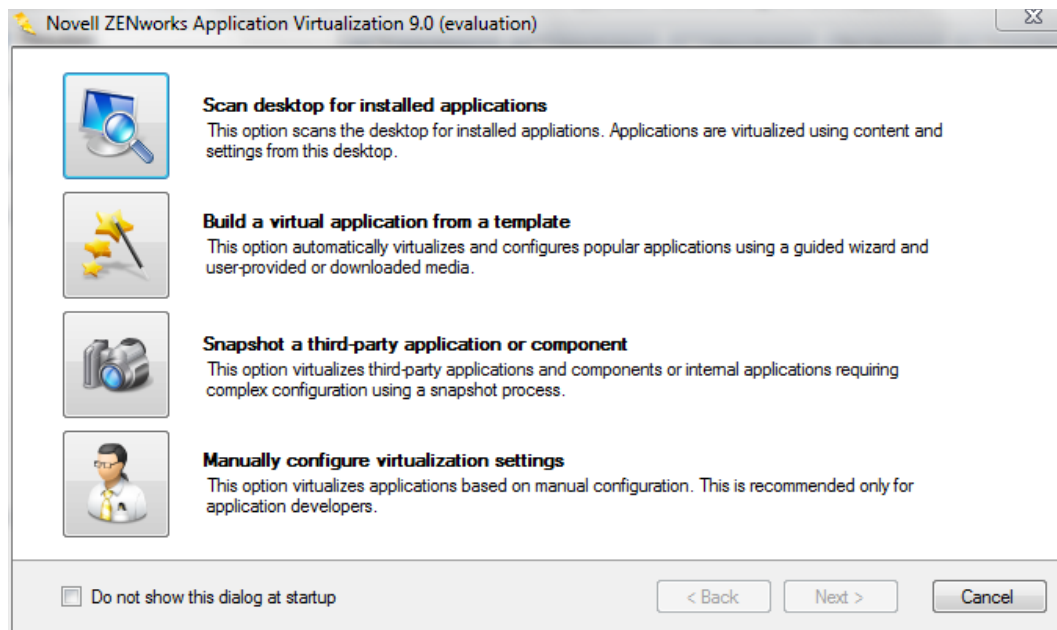 Novell ZENworks Application Virtualization 9.0 (evaluation)
Scan desktop for installed applications
This option scans the desktop for installed appliations. Applications are virtualized using content and
settings from this desktop.
Build a virtual application from a template
This option automatically virtualizes and configures popular applications using a guided wizard and
user-provided or downloaded media.
Snapshot a third-party application or component
This option virtualizes third-party applications and components or internal applications requiring
complex configuration using a snapshot process.
Manually configure virtualization settings
This option virtualizes applications based on manual configuration. This is recommended only for
application developers.
Do not show this dialog at startup
< Back
Next >
Cancel